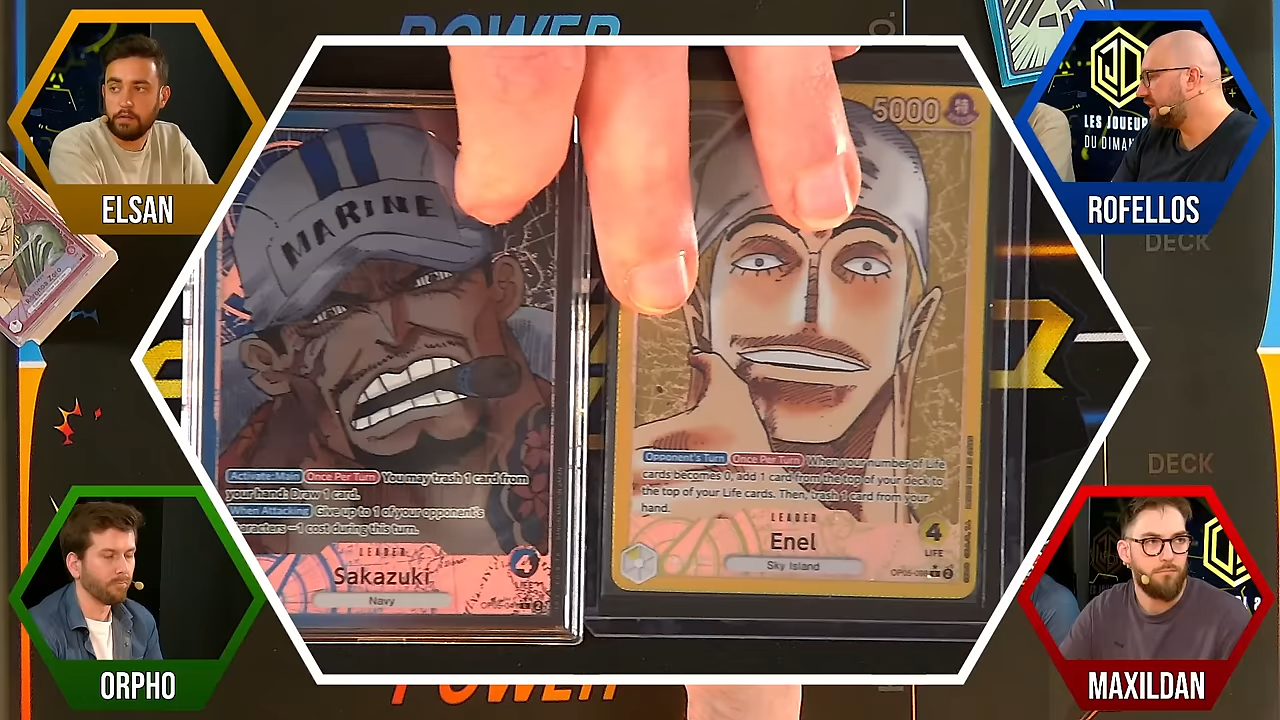 POWER
ELSAN
LES JOUEUR
DU DIMAN
ROFELLOS
DECK
MARINE
5000
Activate: Main Once Per Turn You may trash 1 card from
your hand: Draw 1 card.
When Attacking Give up to 1 of your opponent's
characters −1 cost during this turn.
LEADER
Sakazuki
Navy
4
Opponent's Turn Once Per Turn When your number of Life
cards becomes 0, add 1 card from the top of your deck to
the top of your Life cards. Then, trash 1 card from your
hand.
LEADER
Enel
Sky Island
4
LIFE
DECK
ORPHO
MAXILDAN
POWER